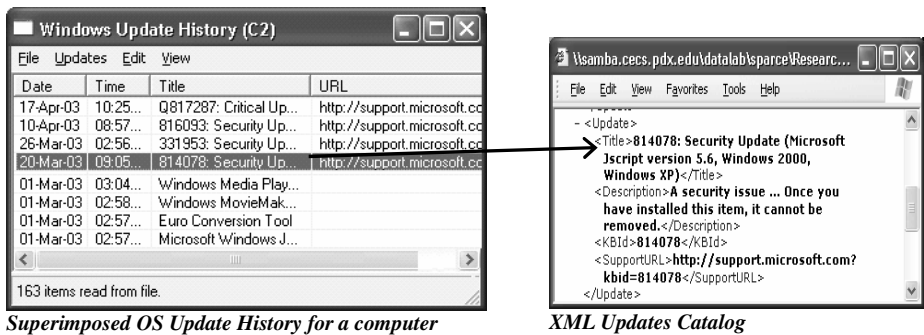 Windows Update History (C2)
File Updates Edit View
Date Time Title URL
17-Apr-03 10:25... Q817287: Critical Up... http://support.microsoft.cc
10-Apr-03 08:57... 816093: Security Up... http://support.microsoft.cc
26-Mar-03 02:56... 331953: Security Up... http://support.microsoft.cc
20-Mar-03 09:05... 814078: Security Up... http://support.microsoft.cc
01-Mar-03 03:04... Windows Media Play...
01-Mar-03 02:58... Windows MovieMak...
01-Mar-03 02:57... Euro Conversion Tool
01-Mar-03 02:57... Microsoft Windows J...
163 items read from file.
Superimposed OS Update History for a computer
\\samba.cecs.pdx.edu\datalab\sparce\Researc...
File Edit View Favorites Tools Help
- <Update>
<Title>814078: Security Update (Microsoft
Jscript version 5.6, Windows 2000,
Windows XP)</Title>
<Description>A security issue ... Once you
have installed this item, it cannot be
removed.</Description>
<KBId>814078</KBId>
<SupportURL>http://support.microsoft.com?
kbid=814078</SupportURL>
</Update>
XML Updates Catalog